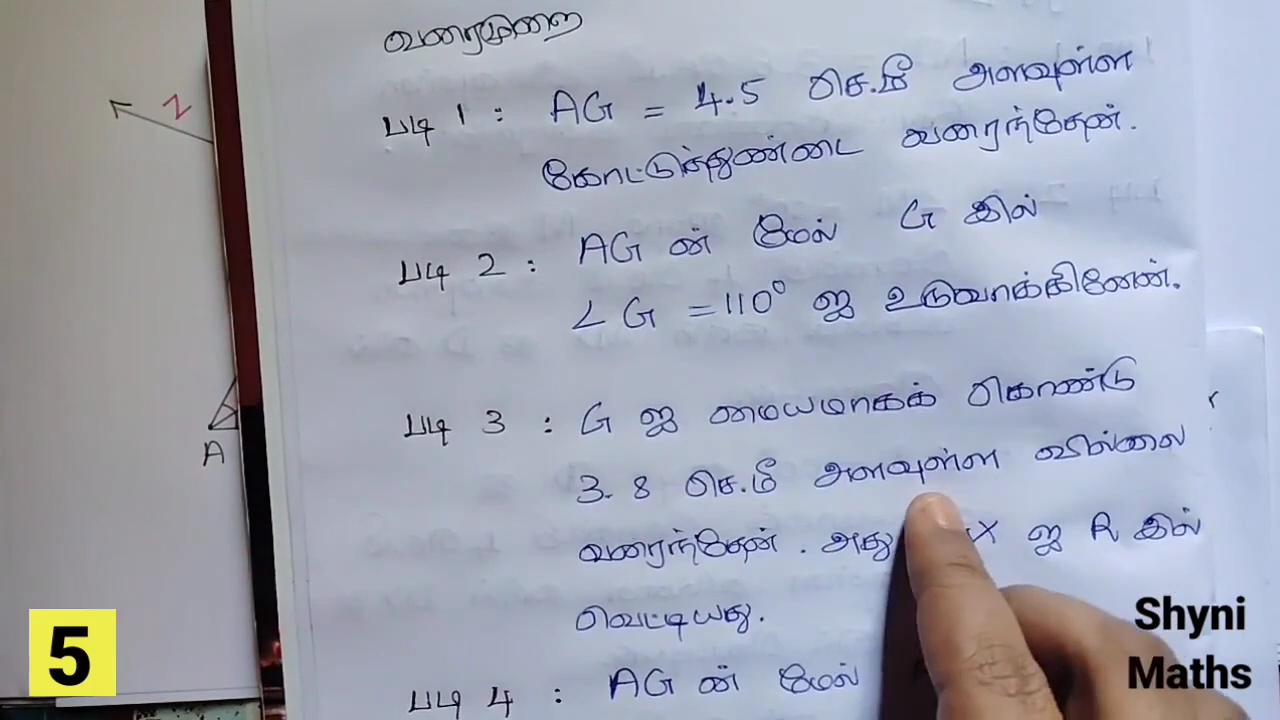 வரைமுறை
படி 1 : AG = 4.5 செ.மீ அளவுள்ள
கோட்டுத்துண்டை வரைந்தேன்.
படி 2 : AG ன் மேல் G யில்
∠G = 110° ஐ உருவாக்கினேன்.
படி 3 : G ஐ மையமாகக் கொண்டு
3.8 செ.மீ அளவுள்ள வில்லை
வரைந்தேன். அது X ஐ R இல்
வெட்டியது.
படி 4 : AG ன் மேல்
Z
A
5
Shyni
Maths